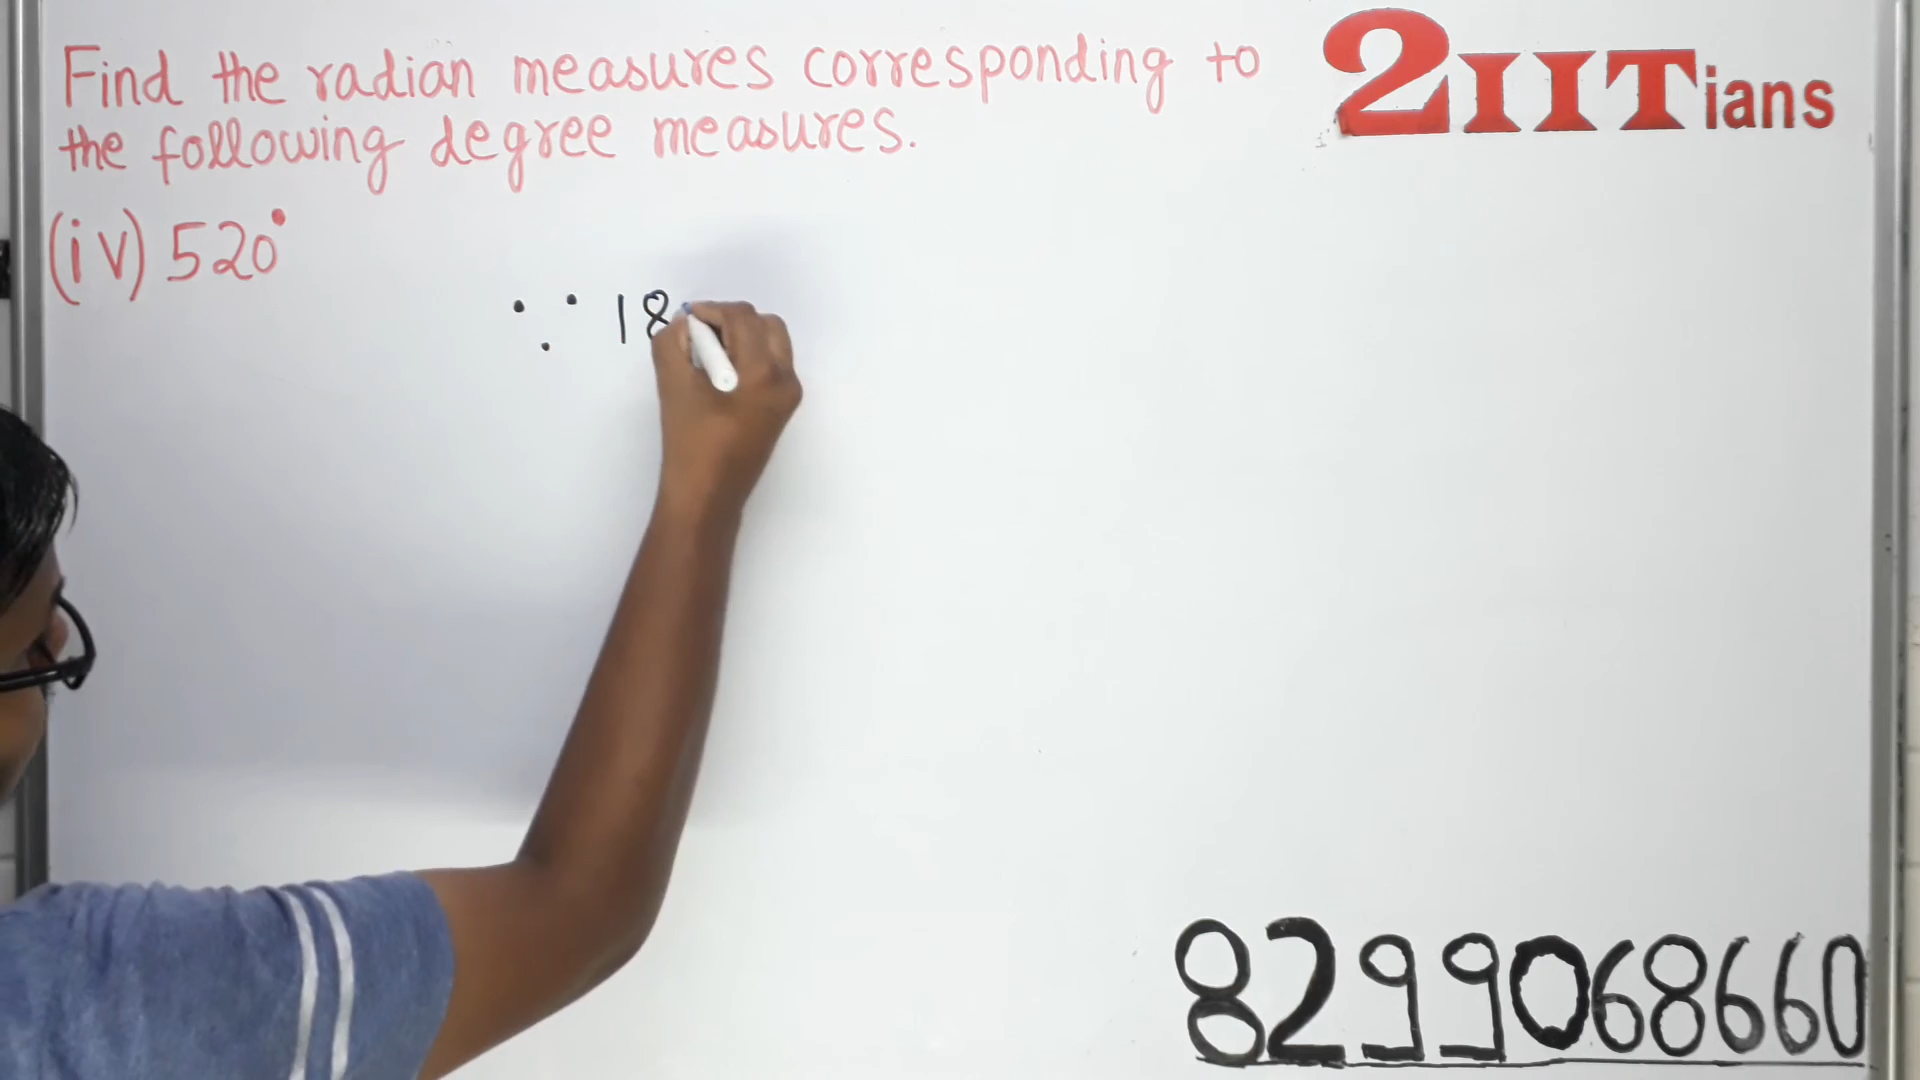 Find the radian measures corresponding to
the following degree measures.
2IITians
(iv) 520°
∵ 18
8299068660